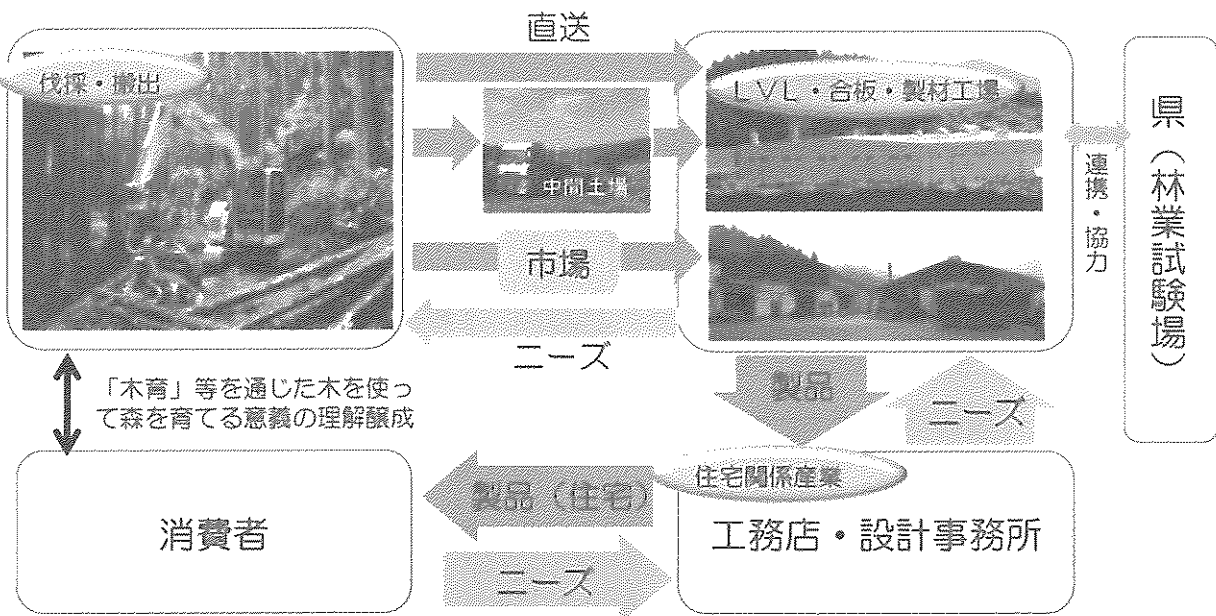 直送
伐採・搬出
LVL・合板・製材工場
中間土場
市場
ニーズ
連携・協力
県(林業試験場)
「木育」等を通じた木を使っ
て森を育てる意義の理解醸成
製品
ニーズ
住宅関係産業
工務店・設計事務所
製品(住宅)
消費者
ニーズ